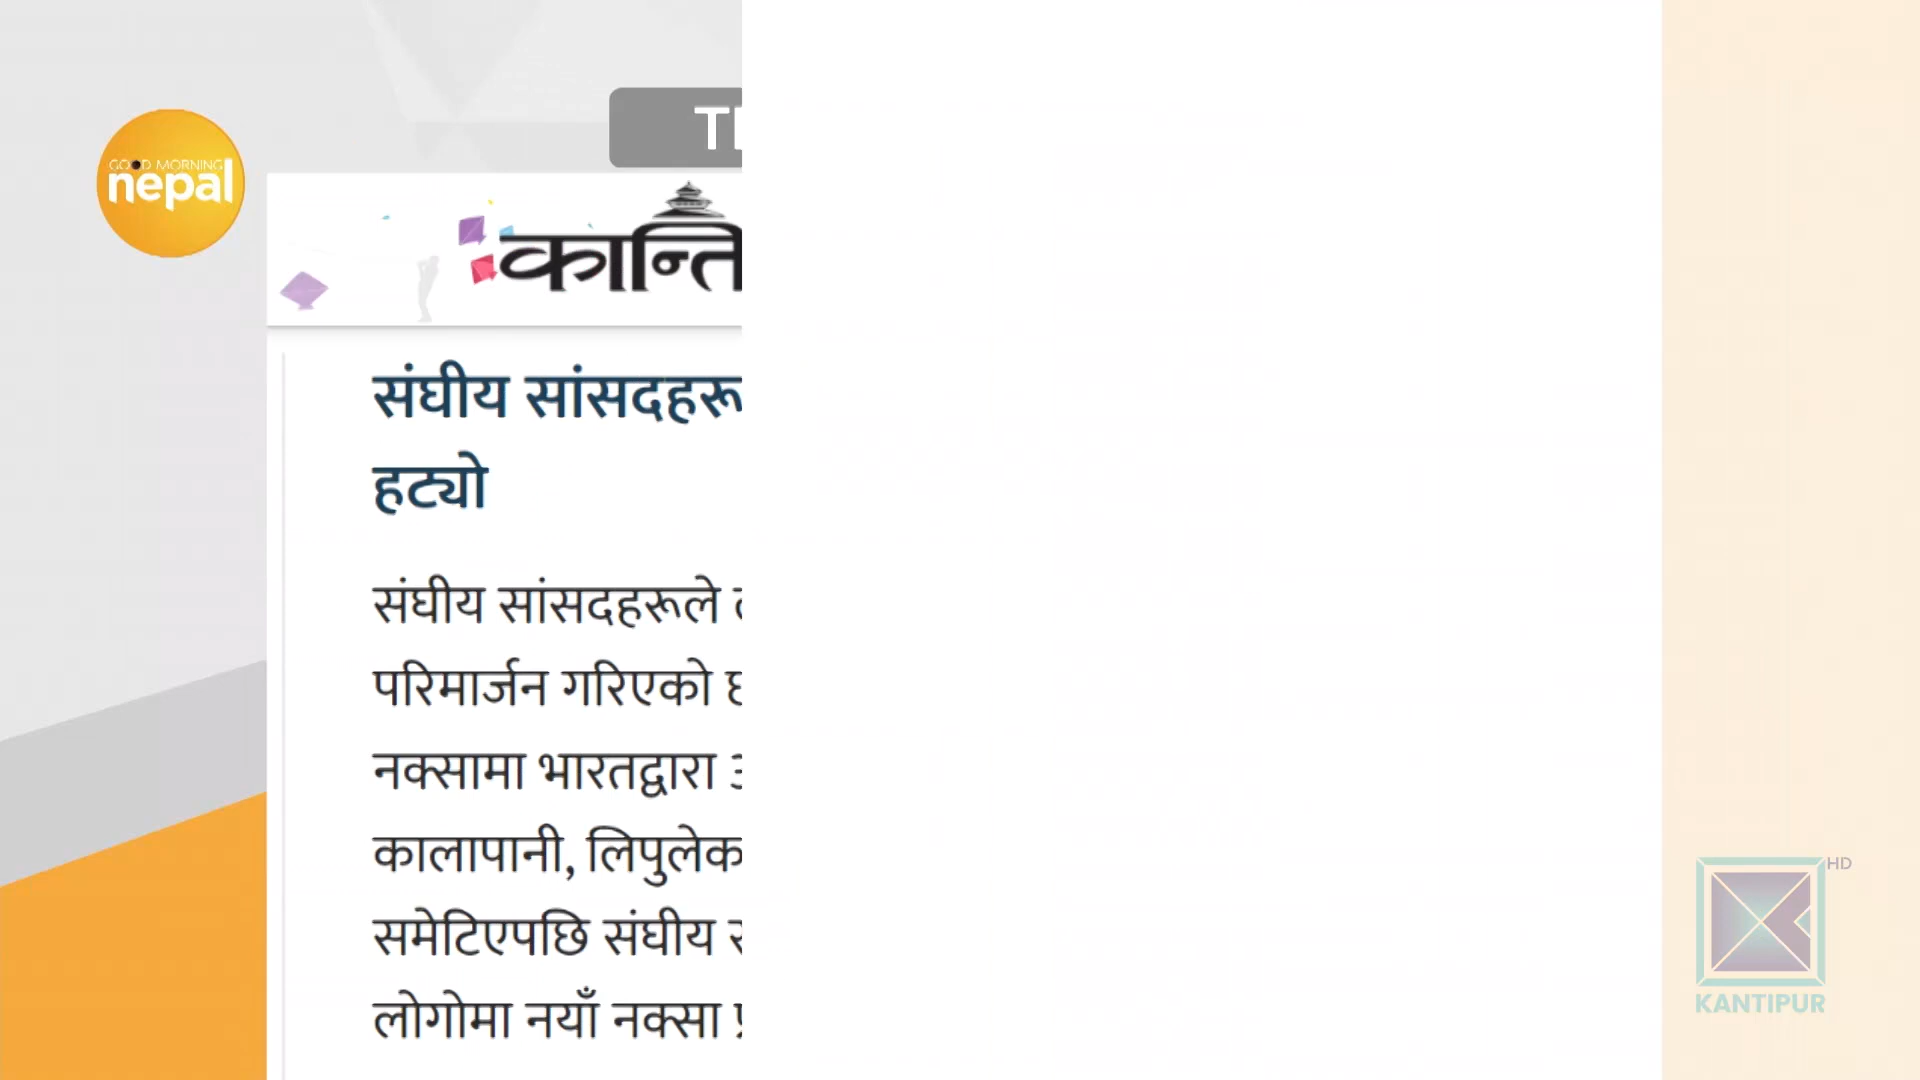 GOOD MORNING
nepal
संघीय सांसदहरू
हट्यो
संघीय सांसदहरूले
परिमार्जन गरिएको
नक्सामा भारतद्वारा
कालापानी, लिपुलेक
समेटिएपछि संघीय
लोगोमा नयाँ नक्सा
HD
KANTIPUR